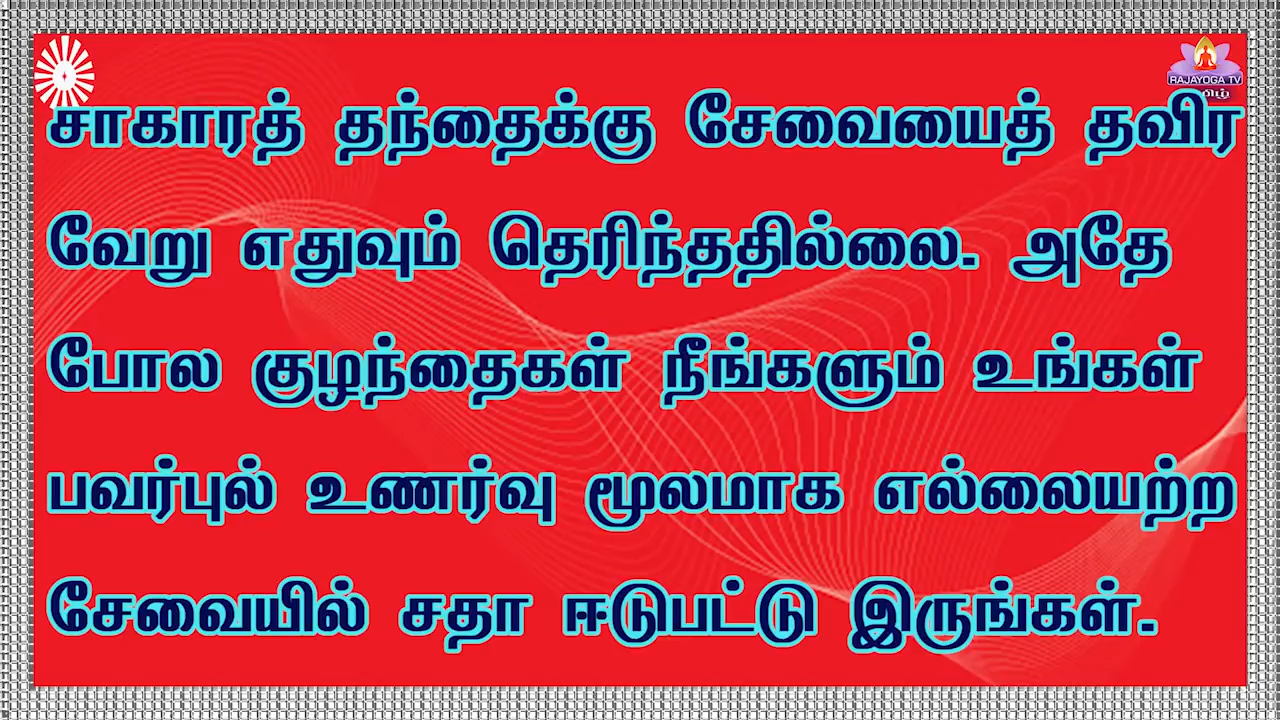 RAJAYOGA TV
தமிழ்
சாகாரத் தந்தைக்கு சேவையைத் தவிர
வேறு எதுவும் தெரிந்ததில்லை. அதே
போல குழந்தைகள் நீங்களும் உங்கள்
பவர்புல் உணர்வு மூலமாக எல்லையற்ற
சேவையில் சதா ஈடுபட்டு இருங்கள்.